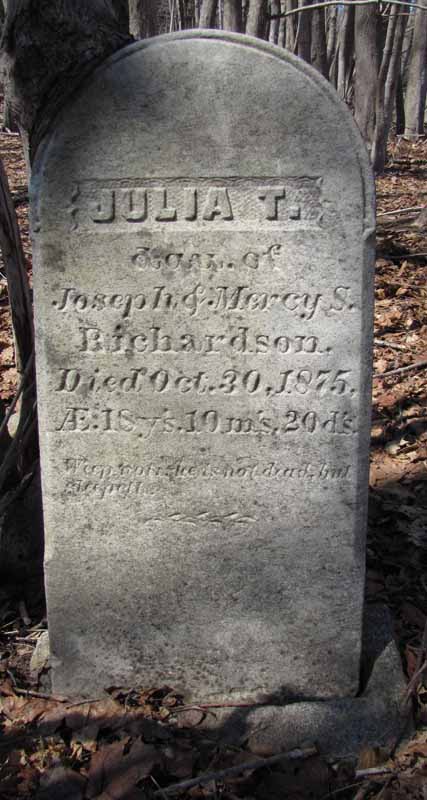 JULIA T.
dau. of
Joseph & Mercy S.
Richardson.
Died Oct. 30, 1875,
Æ: 18 y's. 10 m's. 20 d's.
Weep not; she is not dead, but
sleepeth.